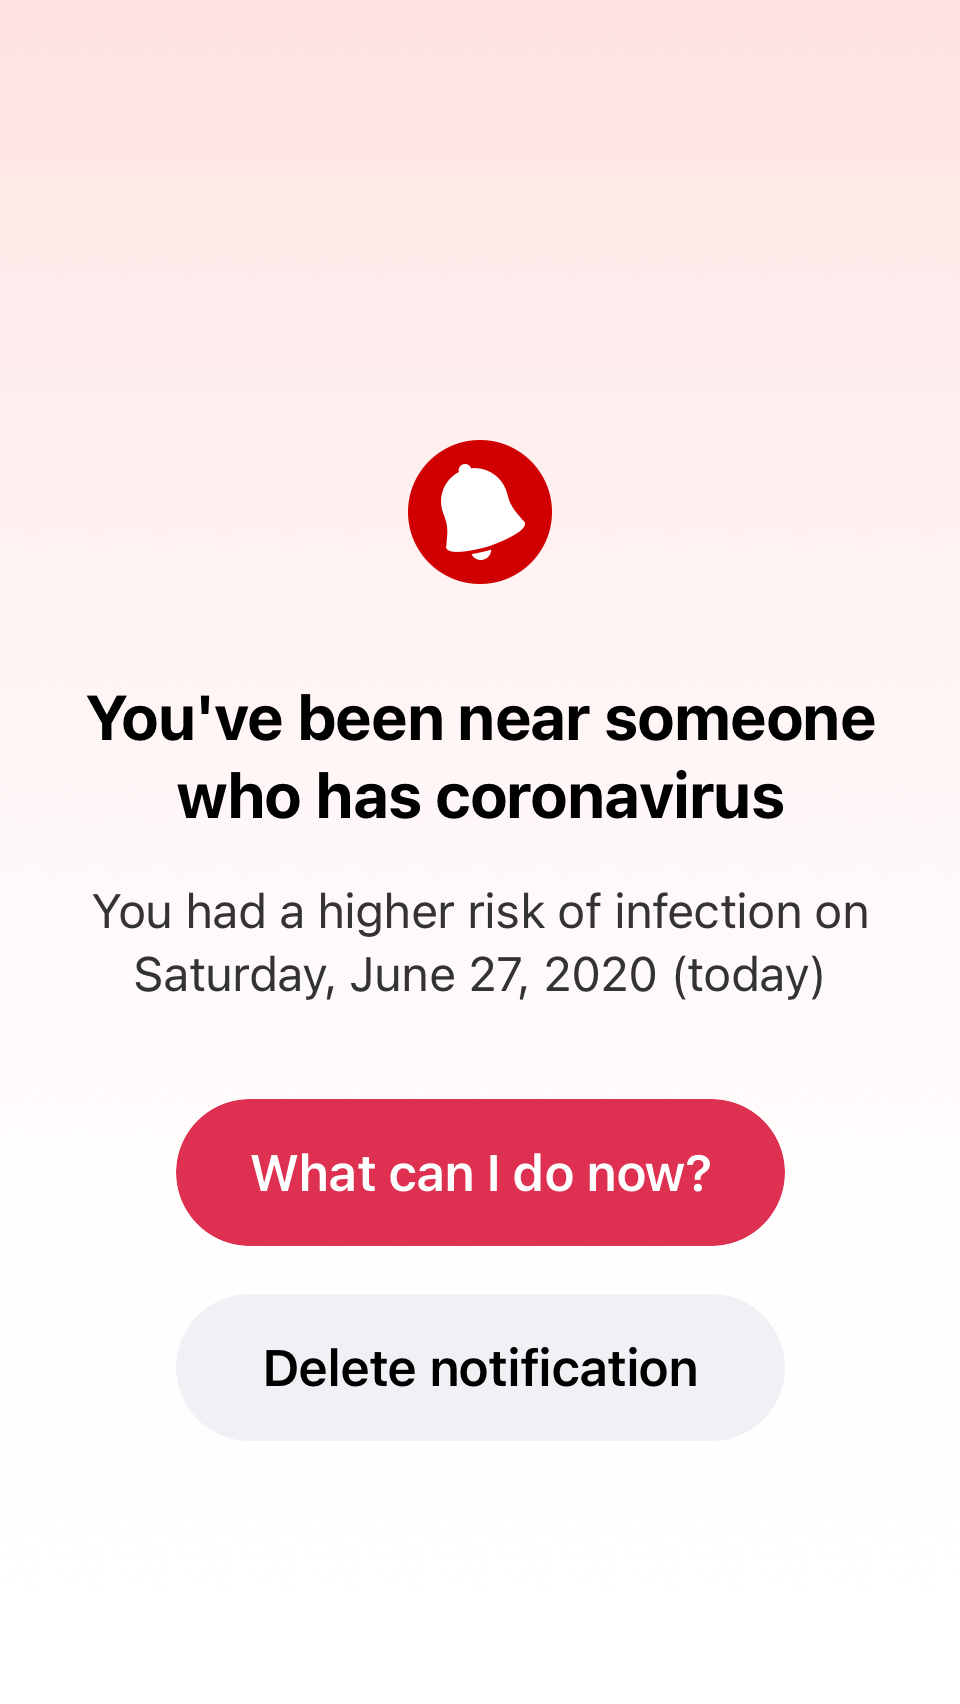 You've been near someone
who has coronavirus
You had a higher risk of infection on
Saturday, June 27, 2020 (today)
What can I do now?
Delete notification